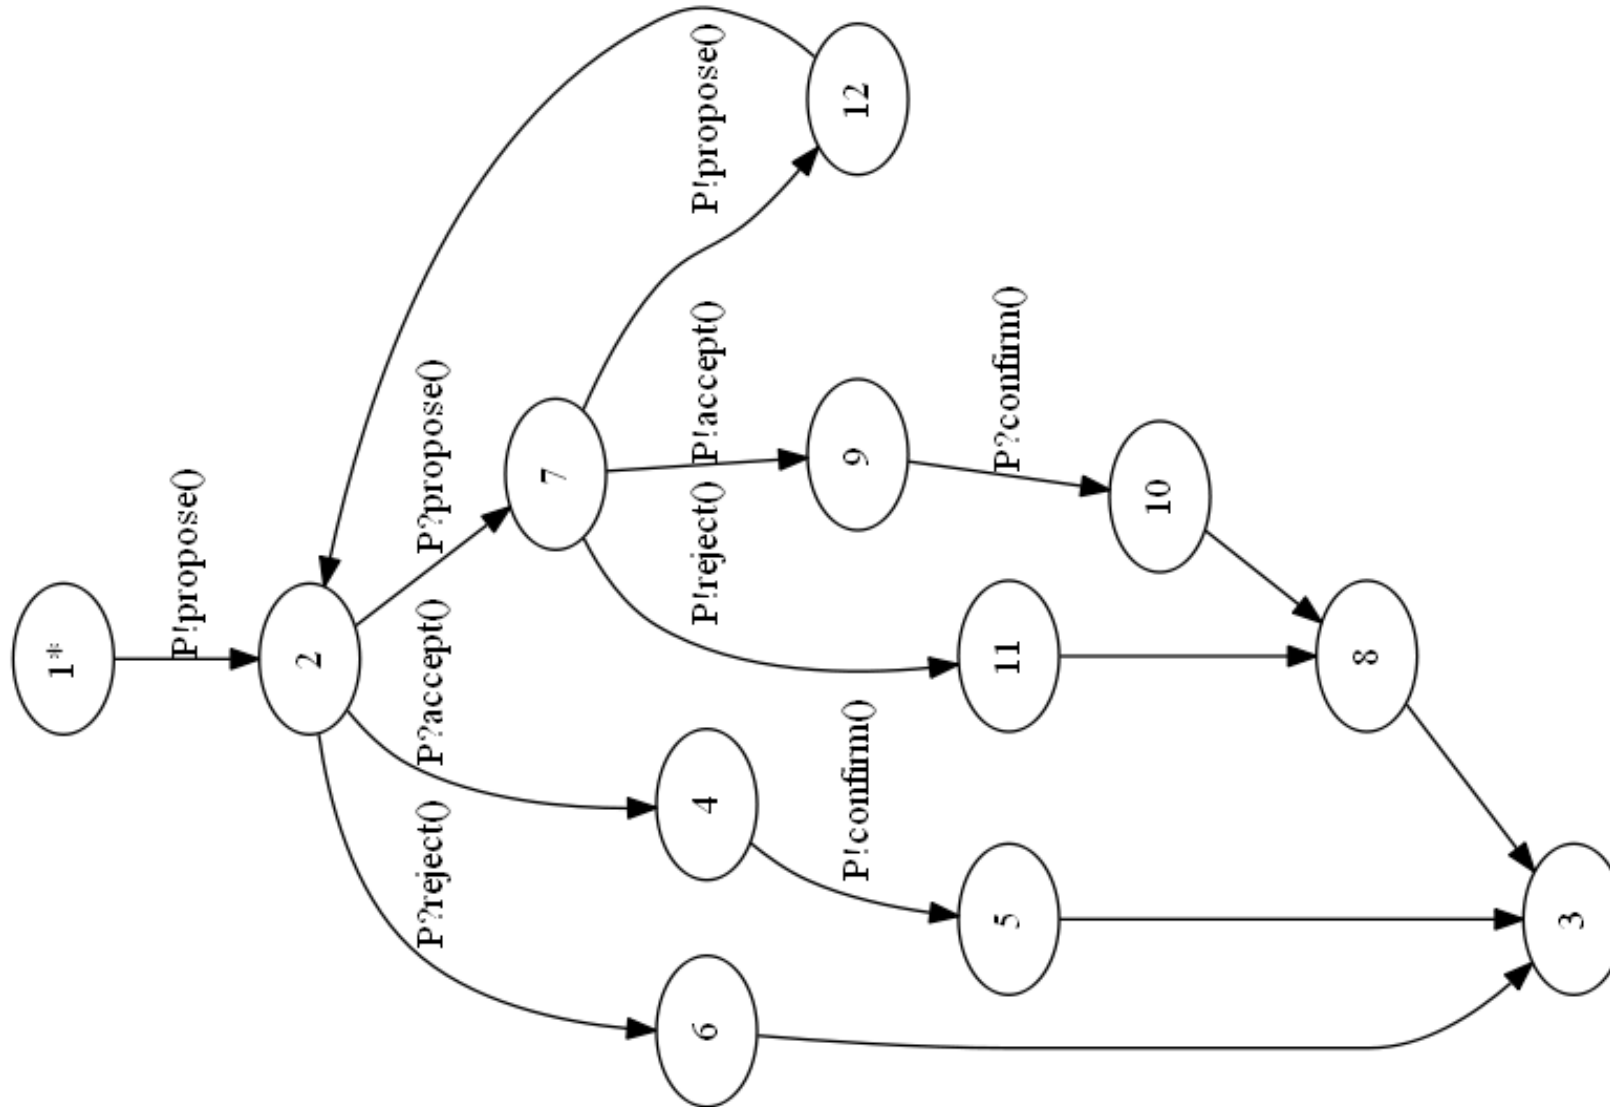 1*
P!propose()
2
P?reject()
P?accept()
P?propose()
7
P!reject()
P!accept()
P!propose()
6
4
9
12
P!confirm()
P?confirm()
5
11
10
8
3